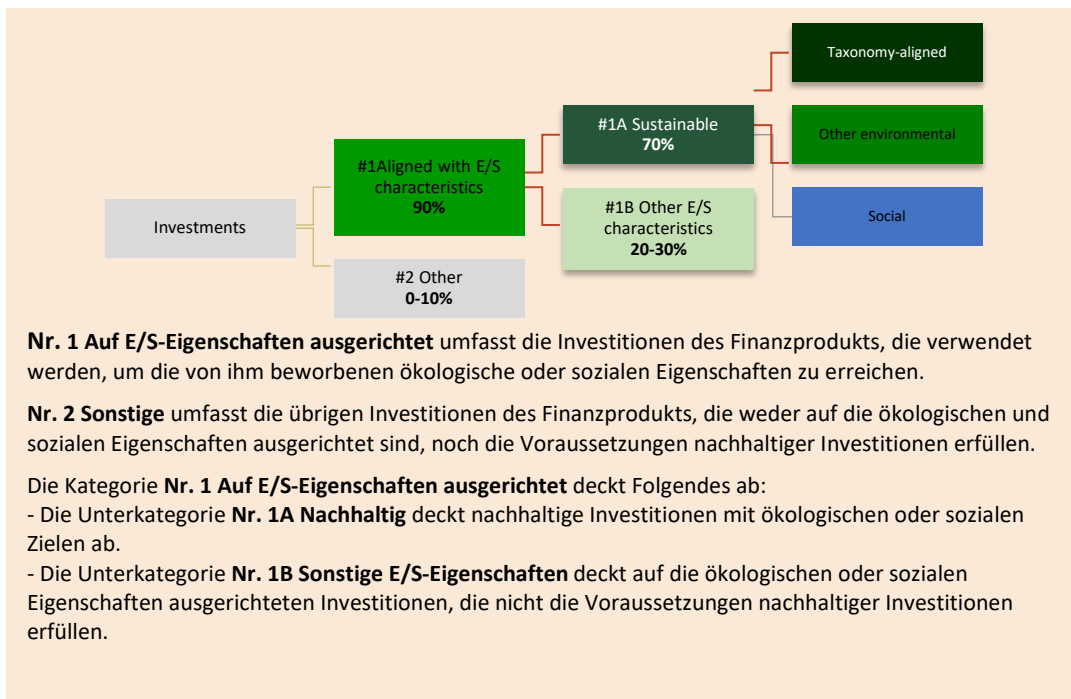 Taxonomy-aligned
#1A Sustainable
70%
Other environmental
#1Aligned with E/S
characteristics
90%
#1B Other E/S
characteristics
20-30%
Social
Investments
#2 Other
0-10%
Nr. 1 Auf E/S-Eigenschaften ausgerichtet umfasst die Investitionen des Finanzprodukts, die verwendet
werden, um die von ihm beworbenen ökologische oder sozialen Eigenschaften zu erreichen.
Nr. 2 Sonstige umfasst die übrigen Investitionen des Finanzprodukts, die weder auf die ökologischen und
sozialen Eigenschaften ausgerichtet sind, noch die Voraussetzungen nachhaltiger Investitionen erfüllen.
Die Kategorie Nr. 1 Auf E/S-Eigenschaften ausgerichtet deckt Folgendes ab:
- Die Unterkategorie Nr. 1A Nachhaltig deckt nachhaltige Investitionen mit ökologischen oder sozialen
Zielen ab.
- Die Unterkategorie Nr. 1B Sonstige E/S-Eigenschaften deckt auf die ökologischen oder sozialen
Eigenschaften ausgerichteten Investitionen, die nicht die Voraussetzungen nachhaltiger Investitionen
erfüllen.